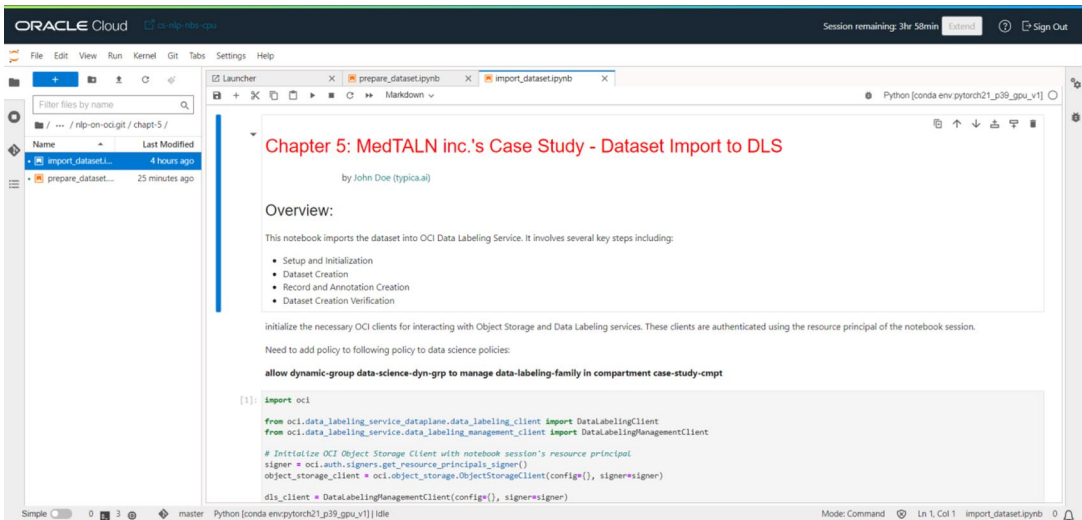 ORACLE Cloud cs-nlp-nbs-cpu Session remaining: 3hr 58min Extend Sign Out
File Edit View Run Kernel Git Tabs Settings Help
Launcher prepare_dataset.ipynb import_dataset.ipynb
Filter files by name
Markdown Python [conda env:pytorch21_p39_gpu_v1]
/ ··· / nlp-on-oci.git / chapt-5 /
Name Last Modified
import_dataset.i... 4 hours ago
prepare_dataset.... 25 minutes ago
Chapter 5: MedTALN inc.'s Case Study - Dataset Import to DLS
by John Doe (typica.ai)
Overview:
This notebook imports the dataset into OCI Data Labeling Service. It involves several key steps including:
• Setup and Initialization
• Dataset Creation
• Record and Annotation Creation
• Dataset Creation Verification
initialize the necessary OCI clients for interacting with Object Storage and Data Labeling services. These clients are authenticated using the resource principal of the notebook session.
Need to add policy to following policy to data science policies:
allow dynamic-group data-science-dyn-grp to manage data-labeling-family in compartment case-study-cmpt
[1]: import oci
from oci.data_labeling_service_dataplane.data_labeling_client import DataLabelingClient
from oci.data_labeling_service.data_labeling_management_client import DataLabelingManagementClient
# Initialize OCI Object Storage Client with notebook session's resource principal
signer = oci.auth.signers.get_resource_principals_signer()
object_storage_client = oci.object_storage.ObjectStorageClient(config={}, signer=signer)
dls_client = DataLabelingManagementClient(config={}, signer=signer)
Simple 0 3 master Python [conda env:pytorch21_p39_gpu_v1] | Idle Mode: Command Ln 1, Col 1 import_dataset.ipynb 0